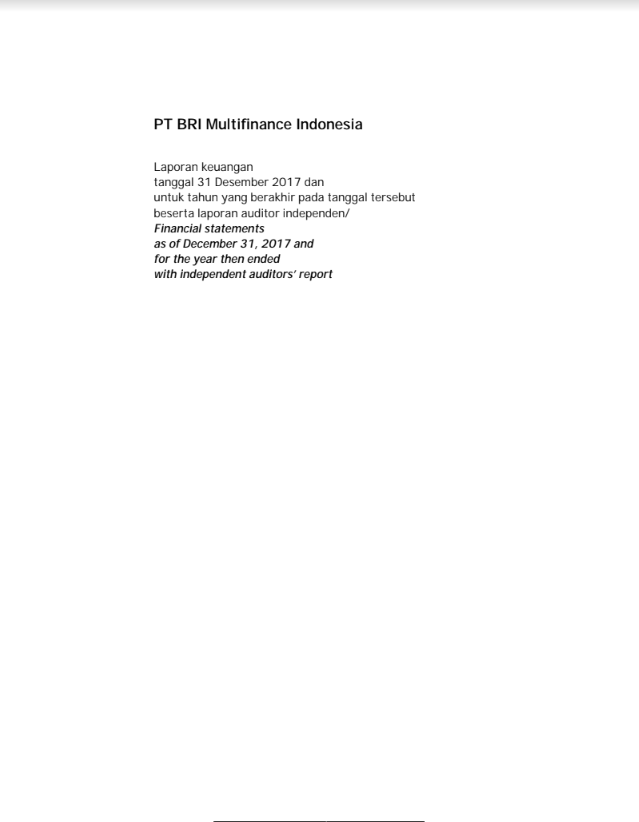 PT BRI Multifinance Indonesia
Laporan keuangan
tanggal 31 Desember 2017 dan
untuk tahun yang berakhir pada tanggal tersebut
beserta laporan auditor independen/
Financial statements
as of December 31, 2017 and
for the year then ended
with independent auditors' report